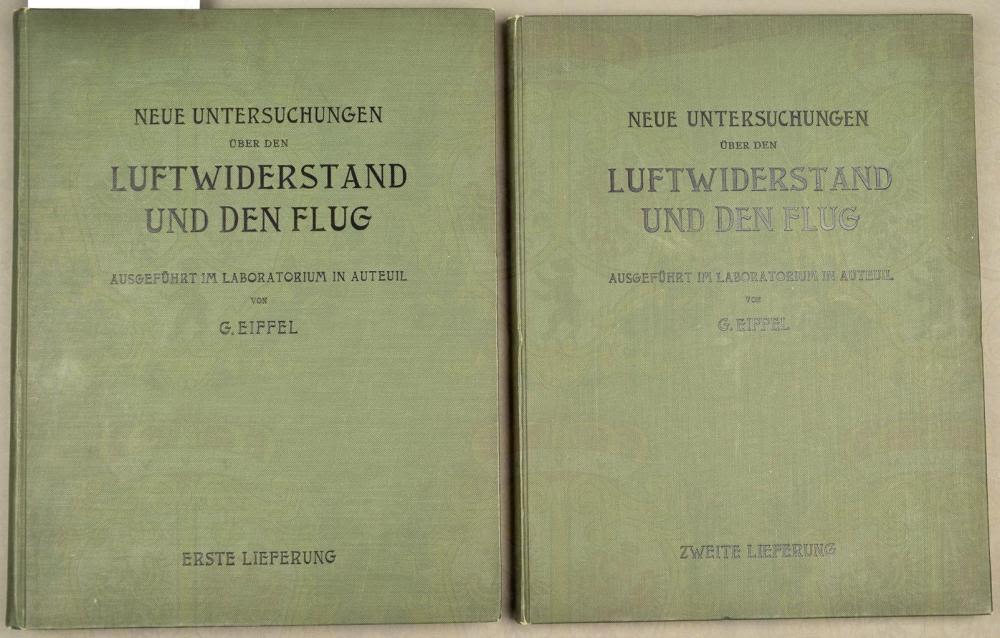 NEUE UNTERSUCHUNGEN
ÜBER DEN
LUFTWIDERSTAND
UND DEN FLUG
AUSGEFÜHRT IM LABORATORIUM IN AUTEUIL
VON
G. EIFFEL
ERSTE LIEFERUNG
NEUE UNTERSUCHUNGEN
ÜBER DEN
LUFTWIDERSTAND
UND DEN FLUG
AUSGEFÜHRT IM LABORATORIUM IN AUTEUIL
VON
G. EIFFEL
ZWEITE LIEFERUNG